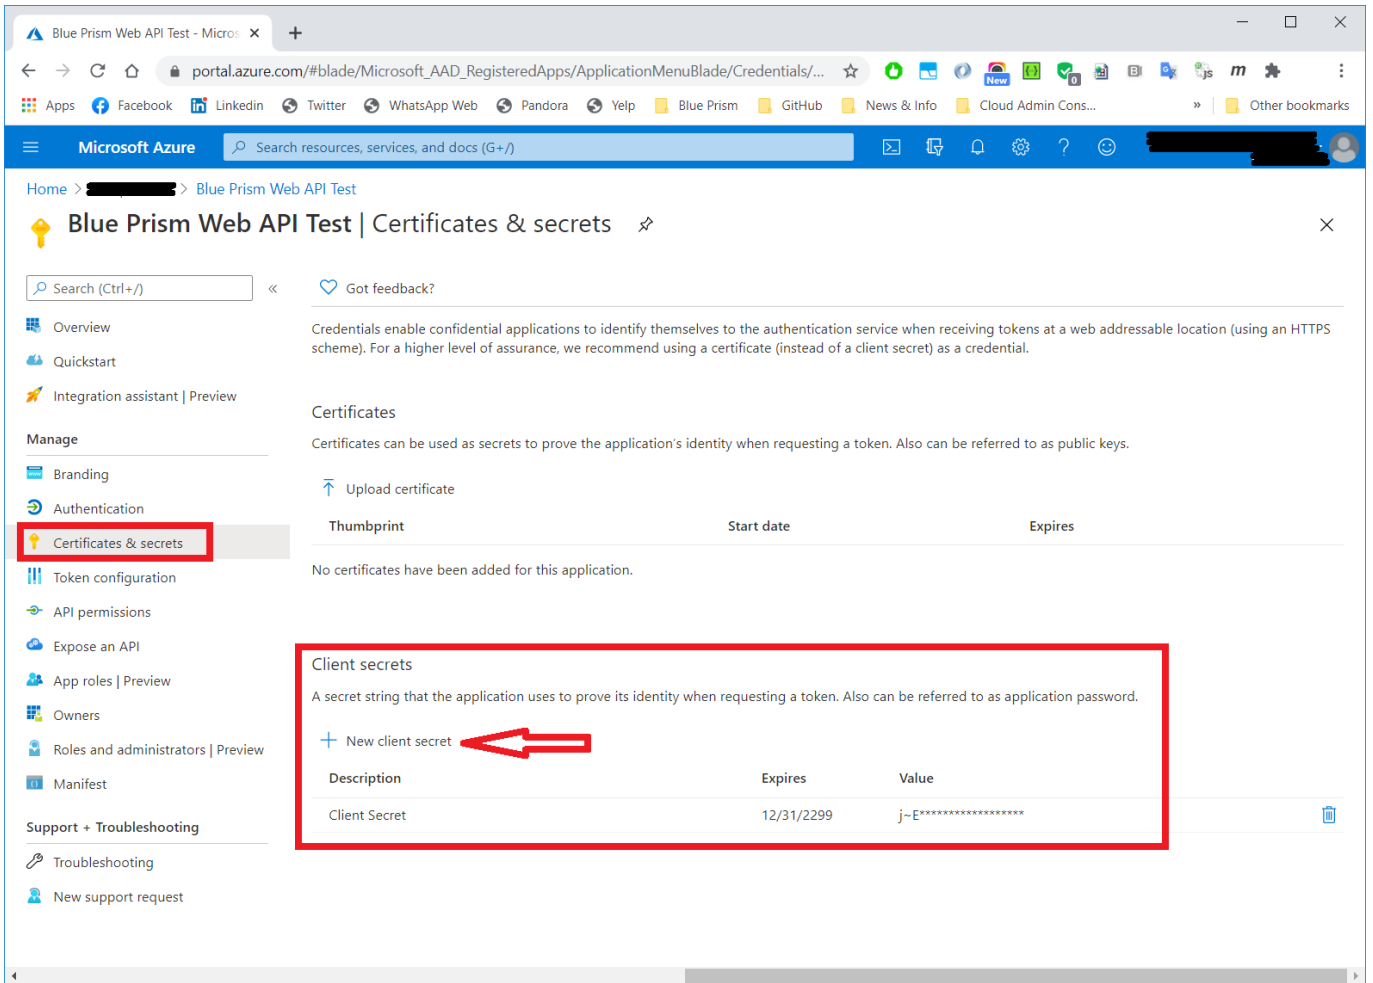 Blue Prism Web API Test - Micros
portal.azure.com/#blade/Microsoft_AAD_RegisteredApps/ApplicationMenuBlade/Credentials/...
New
0
js
m
Apps
Facebook
Linkedin
Twitter
WhatsApp Web
Pandora
Yelp
Blue Prism
GitHub
News & Info
Cloud Admin Cons...
»
Other bookmarks
Microsoft Azure
Search resources, services, and docs (G+/)
Home > > Blue Prism Web API Test
Blue Prism Web API Test | Certificates & secrets
Search (Ctrl+/)
«
Got feedback?
Overview
Quickstart
Integration assistant | Preview
Manage
Branding
Authentication
Certificates & secrets
Token configuration
API permissions
Expose an API
App roles | Preview
Owners
Roles and administrators | Preview
Manifest
Support + Troubleshooting
Troubleshooting
New support request
Credentials enable confidential applications to identify themselves to the authentication service when receiving tokens at a web addressable location (using an HTTPS
scheme). For a higher level of assurance, we recommend using a certificate (instead of a client secret) as a credential.
Certificates
Certificates can be used as secrets to prove the application's identity when requesting a token. Also can be referred to as public keys.
Upload certificate
Thumbprint Start date Expires
No certificates have been added for this application.
Client secrets
A secret string that the application uses to prove its identity when requesting a token. Also can be referred to as application password.
New client secret
Description Expires Value
Client Secret 12/31/2299 j~E******************